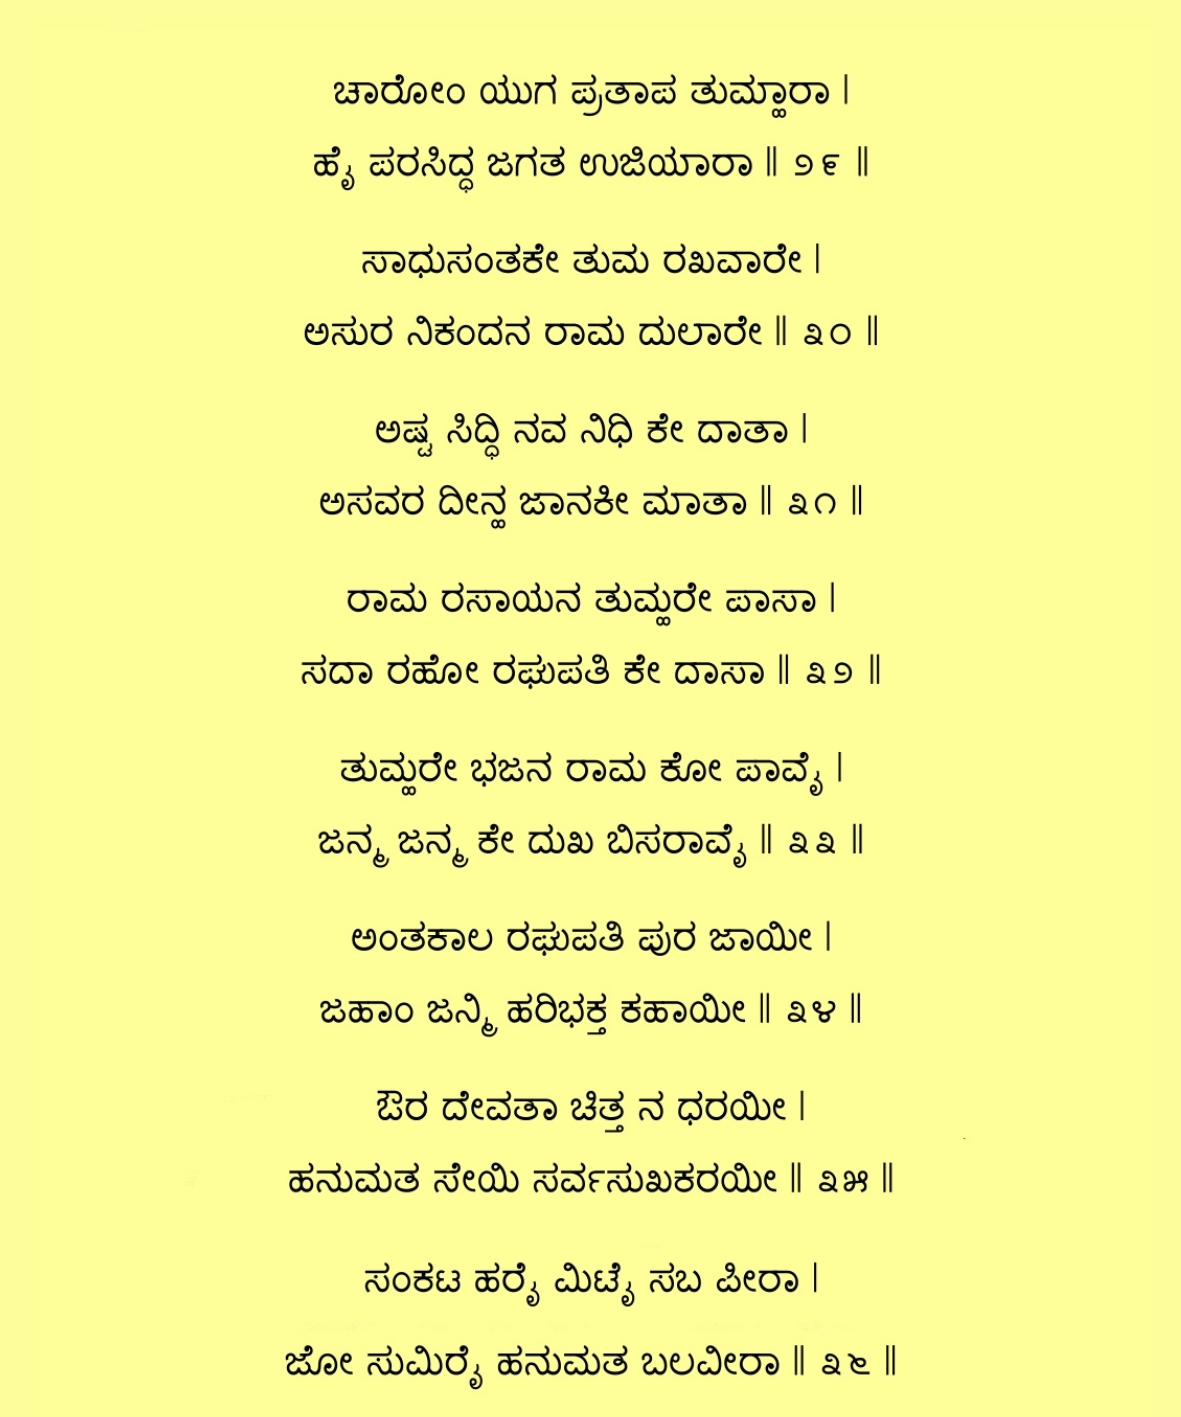 ಚಾರೋಂ ಯುಗ ಪ್ರತಾಪ ತುಮ್ಹಾರಾ |
ಹೈ ಪರಸಿದ್ಧ ಜಗತ ಉಜಿಯಾರಾ || ೨೯ ||
ಸಾಧುಸಂತಕೇ ತುಮ ರಖವಾರೇ |
ಅಸುರ ನಿಕಂದನ ರಾಮ ದುಲಾರೇ || ೩೦ ||
ಅಷ್ಟ ಸಿದ್ಧಿ ನವ ನಿಧಿ ಕೇ ದಾತಾ |
ಅಸವರ ದೀನ್ಹ ಜಾನಕೀ ಮಾತಾ || ೩೧ ||
ರಾಮ ರಸಾಯನ ತುಮ್ಹರೇ ಪಾಸಾ |
ಸದಾ ರಹೋ ರಘುಪತಿ ಕೇ ದಾಸಾ || ೩೨ ||
ತುಮ್ಹರೇ ಭಜನ ರಾಮ ಕೋ ಪಾವೈ |
ಜನ್ಮ ಜನ್ಮ ಕೇ ದುಖ ಬಿಸರಾವೈ || ೩೩ ||
ಅಂತಕಾಲ ರಘುಪತಿ ಪುರ ಜಾಯೀ |
ಜಹಾಂ ಜನ್ಮಿ ಹರಿಭಕ್ತ ಕಹಾಯೀ || ೩೪ ||
ಔರ ದೇವತಾ ಚಿತ್ತ ನ ಧರಯೀ |
ಹನುಮತ ಸೇಯಿ ಸರ್ವಸುಖಕರಯೀ || ೩೫ ||
ಸಂಕಟ ಹರೈ ಮಿಟೈ ಸಬ ಪೀರಾ |
ಜೋ ಸುಮಿರೈ ಹನುಮತ ಬಲವೀರಾ || ೩೬ ||